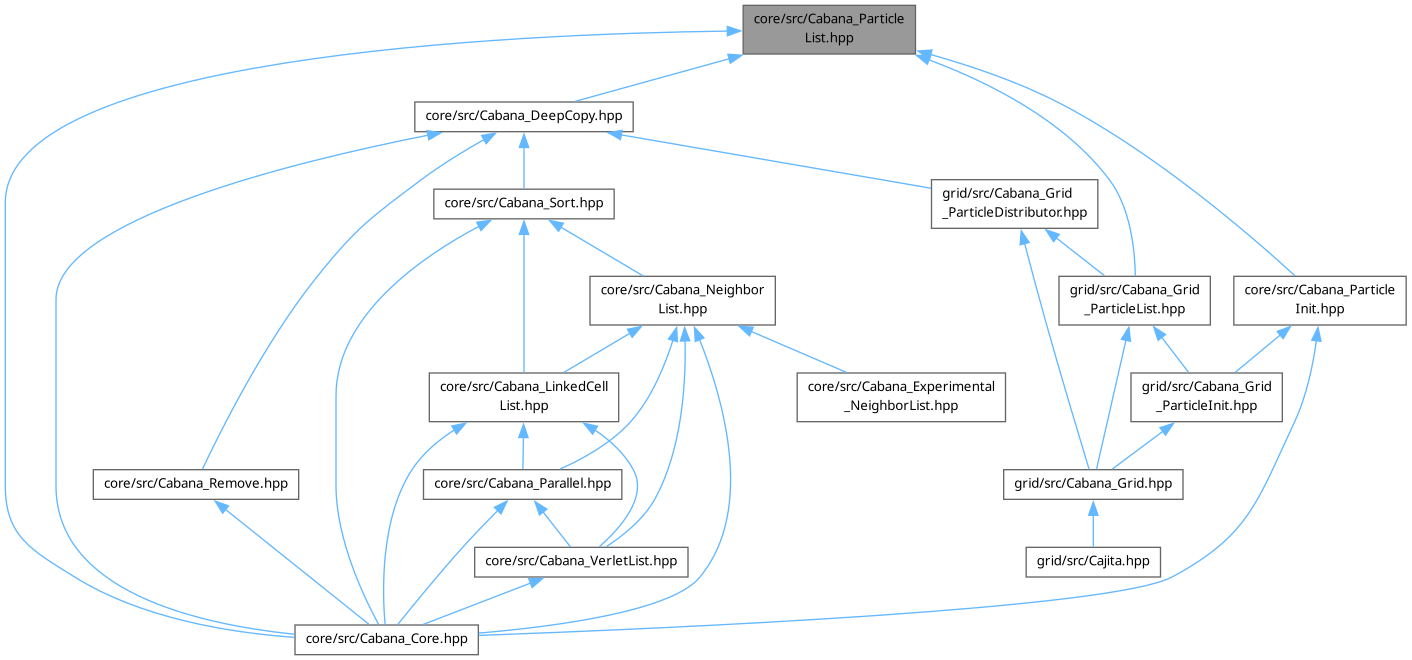 core/src/Cabana_Particle
List.hpp
core/src/Cabana_DeepCopy.hpp
core/src/Cabana_Sort.hpp
grid/src/Cabana_Grid
_ParticleDistributor.hpp
core/src/Cabana_Neighbor
List.hpp
grid/src/Cabana_Grid
_ParticleList.hpp
core/src/Cabana_Particle
Init.hpp
core/src/Cabana_LinkedCell
List.hpp
core/src/Cabana_Experimental
_NeighborList.hpp
grid/src/Cabana_Grid
_ParticleInit.hpp
core/src/Cabana_Remove.hpp
core/src/Cabana_Parallel.hpp
grid/src/Cabana_Grid.hpp
core/src/Cabana_VerletList.hpp
grid/src/Cajita.hpp
core/src/Cabana_Core.hpp